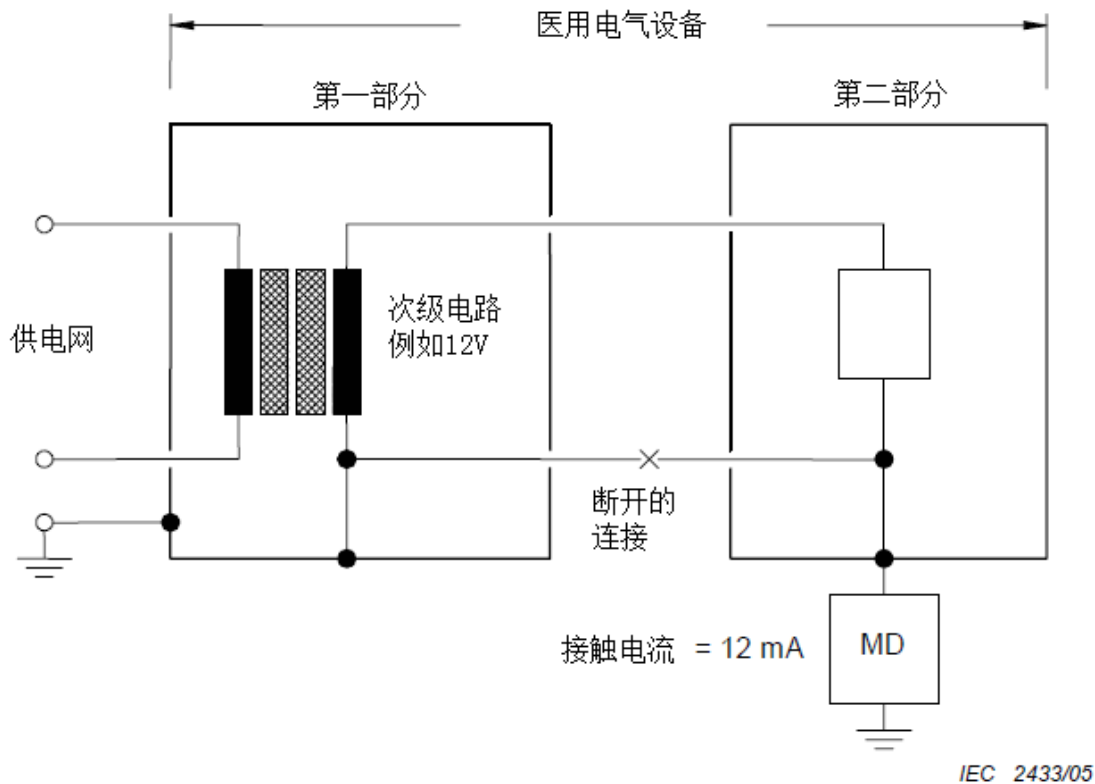 医用电气设备
第一部分
第二部分
次级电路
例如12V
供电网
断开的
连接
接触电流 = 12 mA
MD
IEC 2433/05